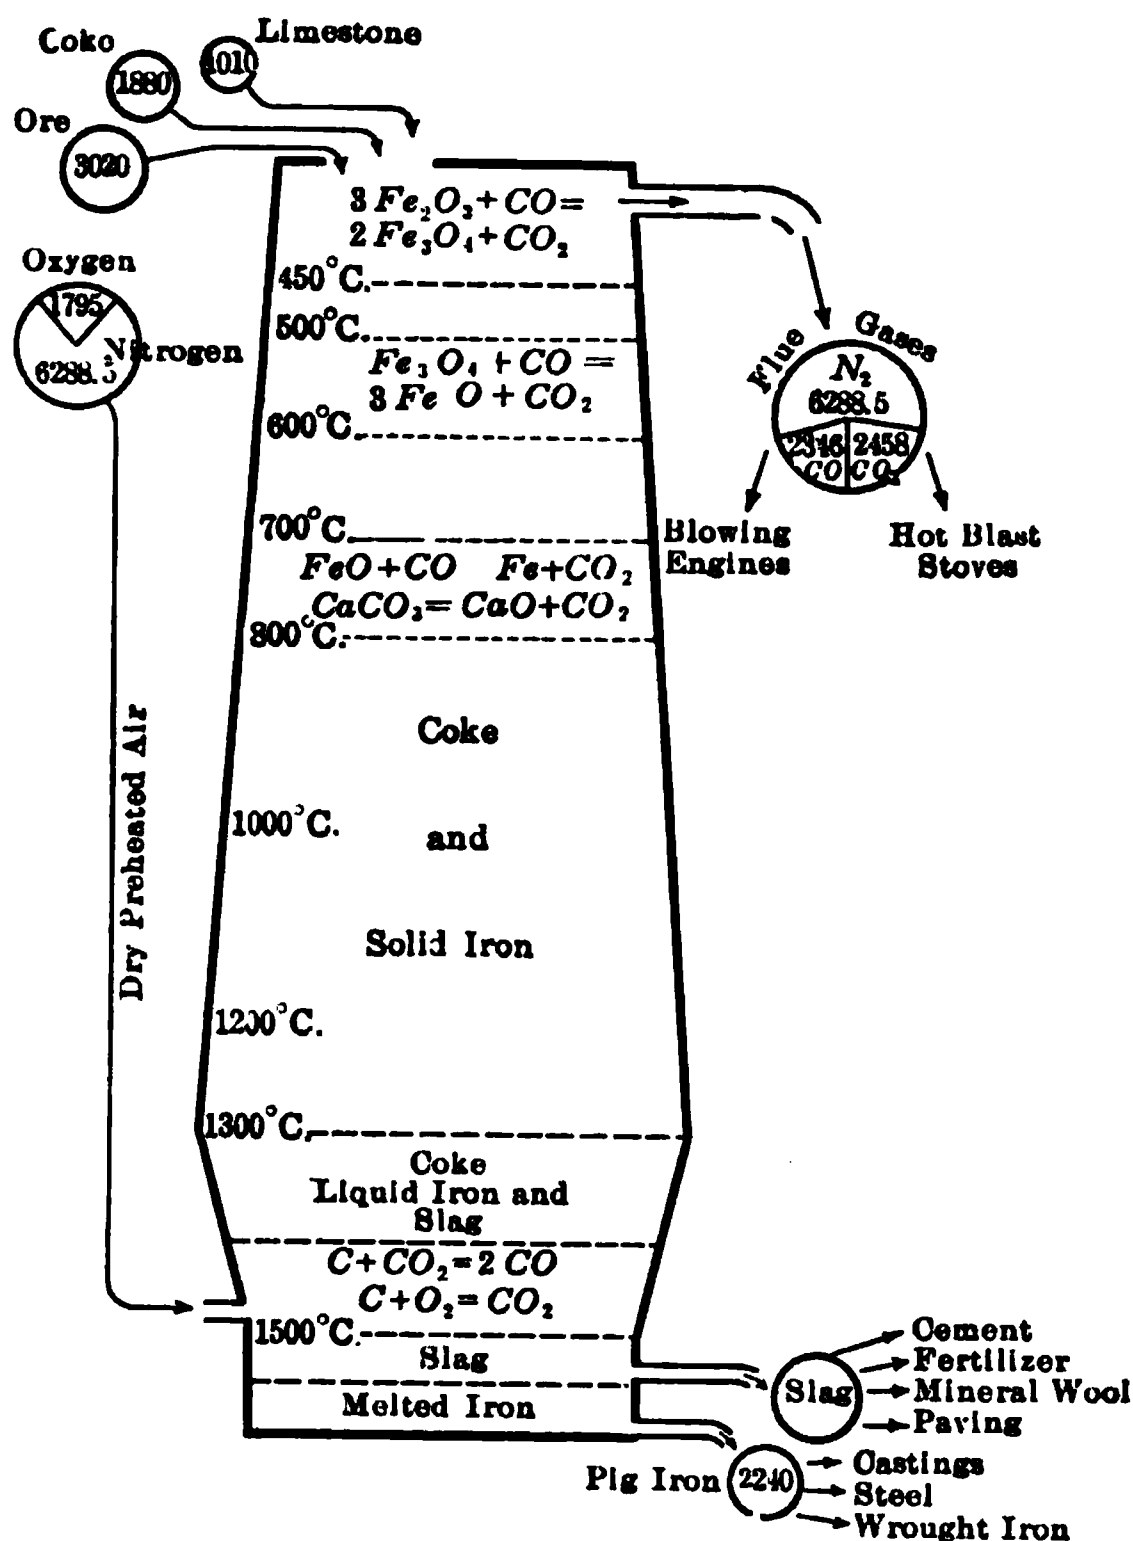 Limestone
Coko
1010
1880
Ore
3020
3 Fe₂O₃ + CO =
2 Fe₃O₄ + CO₂
Oxygen
450°C.
1795
500°C.
Nitrogen
6288.5
Flue Gases
Fe₃O₄ + CO =
3 Fe O + CO₂
N₂
6288.5
600°C.
2346 2458
CO CO₂
700°C.
Blowing
Engines
Hot Blast
Stoves
FeO + CO Fe + CO₂
CaCO₃ = CaO + CO₂
800°C.
Coke
Dry Preheated Air
1000°C.
and
Solid Iron
1200°C.
1300°C.
Coke
Liquid Iron and
Slag
C + CO₂ = 2 CO
C + O₂ = CO₂
1500°C.
Slag
Melted Iron
Slag
Cement
Fertilizer
Mineral Wool
Paving
Pig Iron
2240
Castings
Steel
Wrought Iron